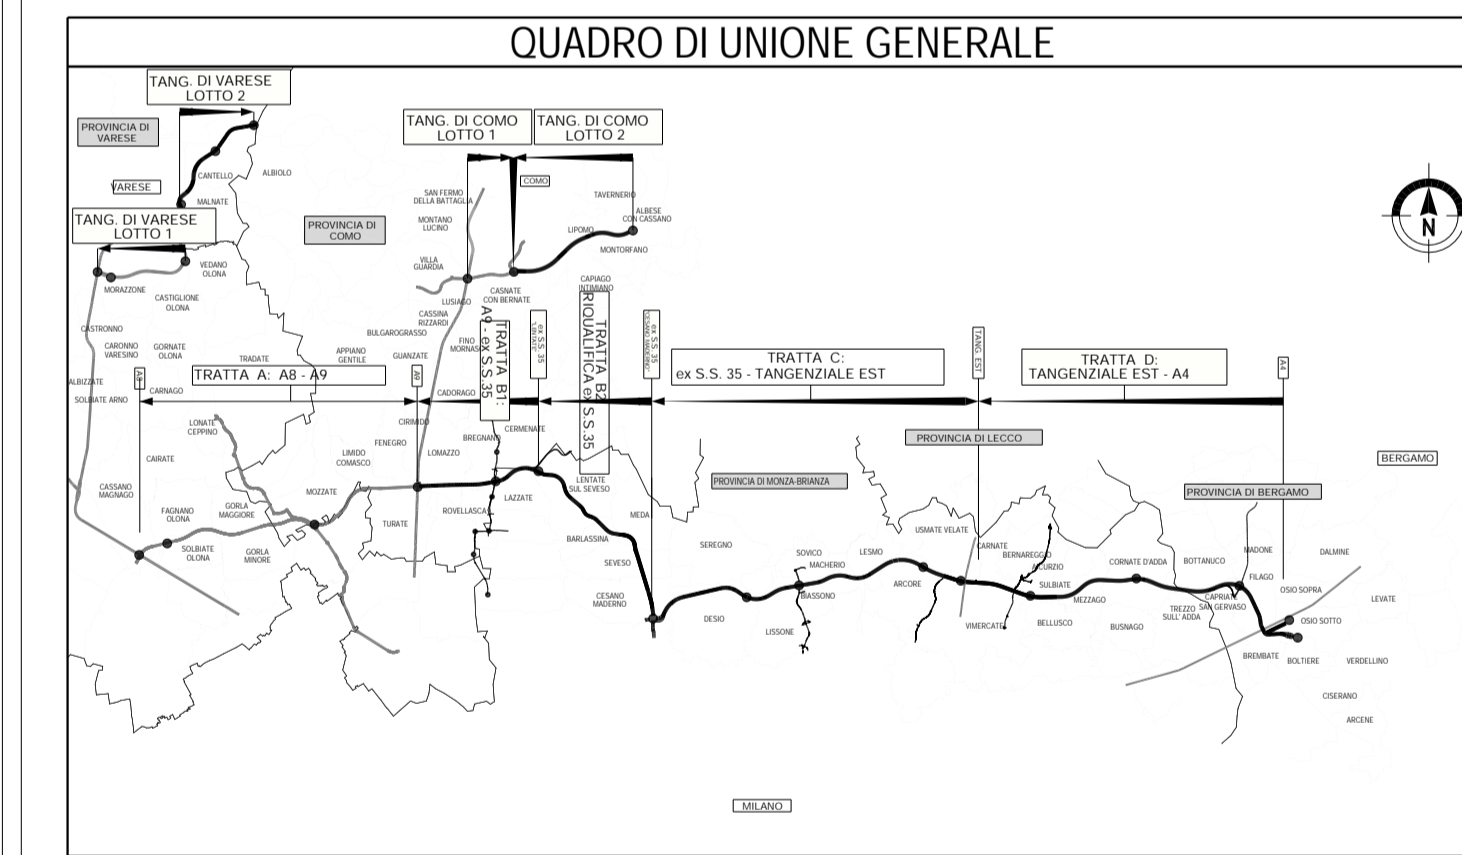 QUADRO DI UNIONE GENERALE
TANG. DI VARESE
LOTTO 2
PROVINCIA DI
VARESE
VARESE
CANTELLO
ALBIOLO
MALNATE
TANG. DI VARESE
LOTTO 1
VEDANO
OLONA
MORAZZONE
CASTIGLIONE
OLONA
PROVINCIA DI
COMO
TANG. DI COMO
LOTTO 1
TANG. DI COMO
LOTTO 2
COMO
SAN FERMO
DELLA BATTAGLIA
MONTANO
LUCINO
VILLA
GUARDIA
TAVERNERIO
ALBESE
CON CASSANO
LIPOMO
MONTORFANO
CAPIAGO
INTIMIANO
LUSIAGO
CASNATE
CON BERNATE
CASSINA
RIZZARDI
BULGAROGRASSO
FINO
MORNAS
CASTRONNO
CARONNO
VARESINO
GORNATE
OLONA
TRADATE
APPIANO
GENTILE
GUANZATE
ALBIZZATE
SOLBIATE ARNO
CARNAGO
A8
TRATTA A: A8 - A9
A9
CADORAGO
TRATTA B1:
A9 - ex S.S.35
ex S.S. 35
"LENTATE"
TRATTA B2:
RIQUALIFICA ex S.S.35
ex S.S. 35
"CESANO MADERNO"
TRATTA C:
ex S.S. 35 - TANGENZIALE EST
TANG. EST
TRATTA D:
TANGENZIALE EST - A4
A4
N
LONATE
CEPPINO
CIRIMIDO
FENEGRO
BREGNANO
CERMENATE
CAIRATE
LIMIDO
COMASCO
LOMAZZO
PROVINCIA DI LECCO
BERGAMO
CASSANO
MAGNAGO
MOZZATE
LAZZATE
LENTATE
SUL SEVESO
PROVINCIA DI MONZA-BRIANZA
PROVINCIA DI BERGAMO
FAGNANO
OLONA
GORLA
MAGGIORE
TURATE
ROVELLASCA
MEDA
SOLBIATE
OLONA
GORLA
MINORE
BARLASSINA
SEVESO
SEREGNO
SOVICO
MACHERIO
LESMO
USMATE VELATE
CARNATE
BERNAREGGIO
AICURZIO
SULBIATE
CORNATE D'ADDA
BOTTANUCO
MADONE
DALMINE
FILAGO
OSIO SOPRA
LEVATE
CESANO
MADERNO
DESIO
BIASSONO
LISSONE
ARCORE
VIMERCATE
MEZZAGO
BELLUSCO
BUSNAGO
TREZZO
SULL' ADDA
CAPRIATE
SAN GERVASO
OSIO SOTTO
BREMBATE
BOLTIERE
VERDELLINO
CISERANO
ARCENE
MILANO